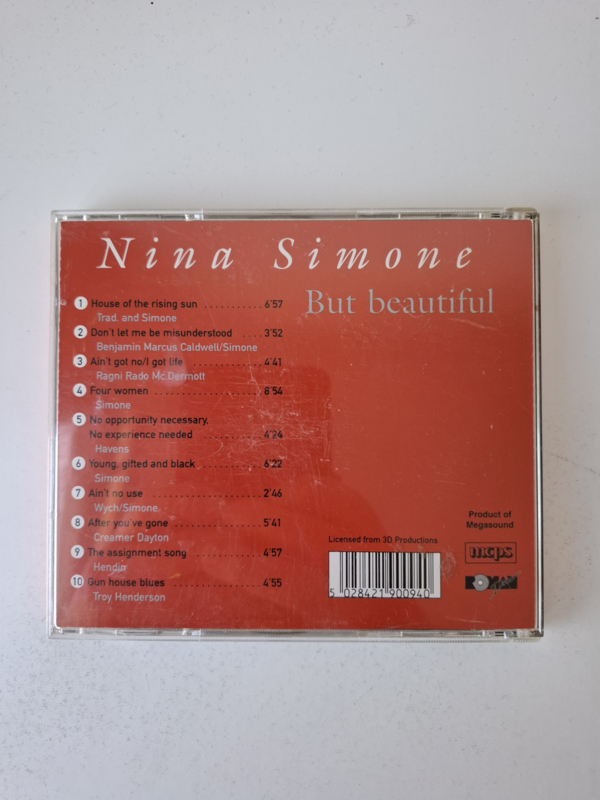 Nina Simone
But beautiful
1 House of the rising sun ........... 6'57
Trad. and Simone
2 Don't let me be misunderstood .... 3'52
Benjamin Marcus Caldwell/Simone
3 Ain't got no/I got life .............. 4'41
Ragni Rado Mc.Dermott
4 Four women ...................... 8'54
Simone
5 No opportunity necessary,
No experience needed ............ 4'24
Havens
6 Young, gifted and black ........... 6'22
Simone
7 Ain't no use ...................... 2'46
Wych/Simone.
8 After you've gone ................. 5'41
Creamer Dayton
9 The assignment song ............. 4'57
Hendin
10 Gun house blues ................. 4'55
Troy Henderson
Product of
Megasound
Licensed from 3D Productions
mcps
5 028421 900940